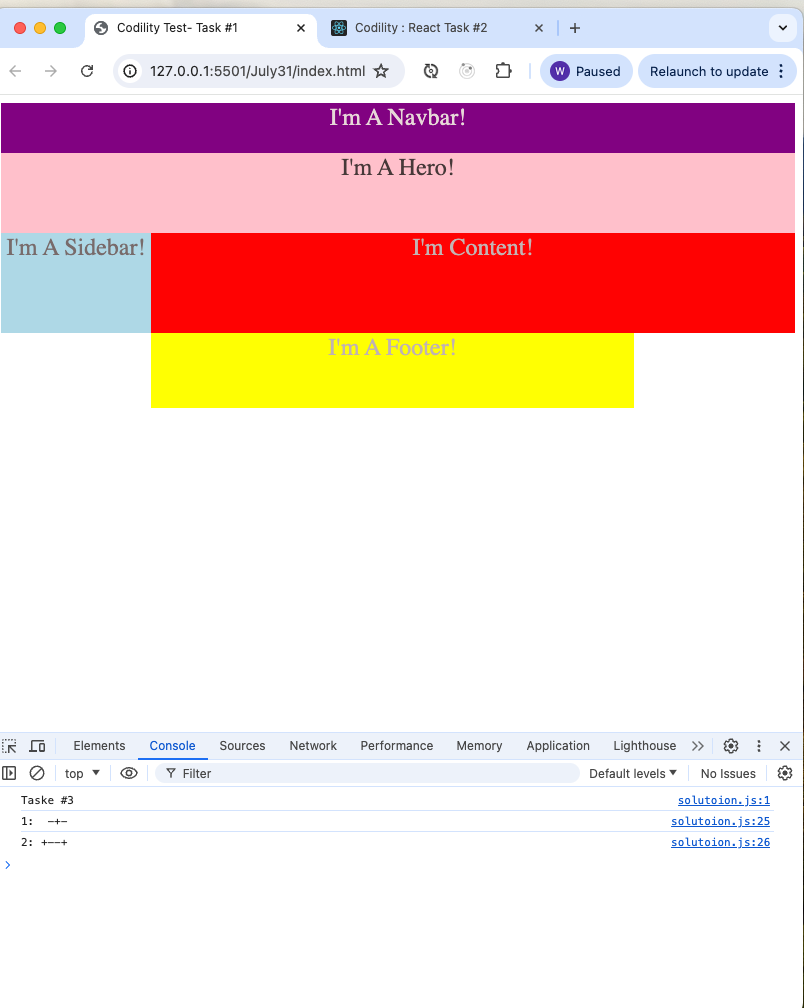 Codility Test- Task #1
Codility : React Task #2
127.0.0.1:5501/July31/index.html
W Paused
Relaunch to update
I'm A Navbar!
I'm A Hero!
I'm A Sidebar! I'm Content!
I'm A Footer!
Elements Console Sources Network Performance Memory Application Lighthouse
top Filter Default levels No Issues
Taske #3 solutoion.js:1
1:  −+− solutoion.js:25
2: +−−+ solutoion.js:26